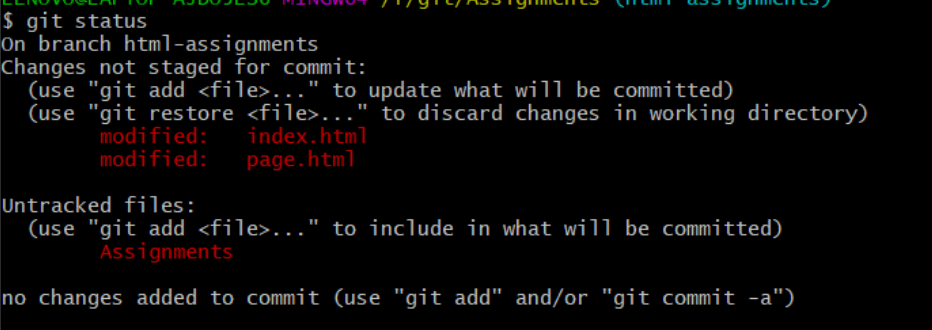 $ git status
On branch html-assignments
Changes not staged for commit:
(use "git add <file>..." to update what will be committed)
(use "git restore <file>..." to discard changes in working directory)
modified: index.html
modified: page.html
Untracked files:
(use "git add <file>..." to include in what will be committed)
Assignments
no changes added to commit (use "git add" and/or "git commit -a")